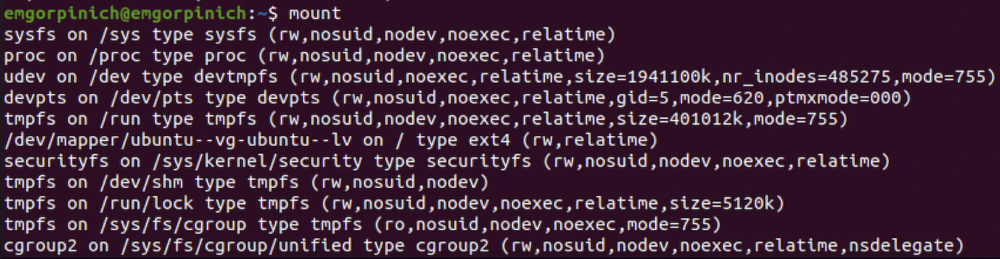 emgorpinich@emgorpinich:~$ mount
sysfs on /sys type sysfs (rw,nosuid,nodev,noexec,relatime)
proc on /proc type proc (rw,nosuid,nodev,noexec,relatime)
udev on /dev type devtmpfs (rw,nosuid,noexec,relatime,size=1941100k,nr_inodes=485275,mode=755)
devpts on /dev/pts type devpts (rw,nosuid,noexec,relatime,gid=5,mode=620,ptmxmode=000)
tmpfs on /run type tmpfs (rw,nosuid,nodev,noexec,relatime,size=401012k,mode=755)
/dev/mapper/ubuntu--vg-ubuntu--lv on / type ext4 (rw,relatime)
securityfs on /sys/kernel/security type securityfs (rw,nosuid,nodev,noexec,relatime)
tmpfs on /dev/shm type tmpfs (rw,nosuid,nodev)
tmpfs on /run/lock type tmpfs (rw,nosuid,nodev,noexec,relatime,size=5120k)
tmpfs on /sys/fs/cgroup type tmpfs (ro,nosuid,nodev,noexec,mode=755)
cgroup2 on /sys/fs/cgroup/unified type cgroup2 (rw,nosuid,nodev,noexec,relatime,nsdelegate)